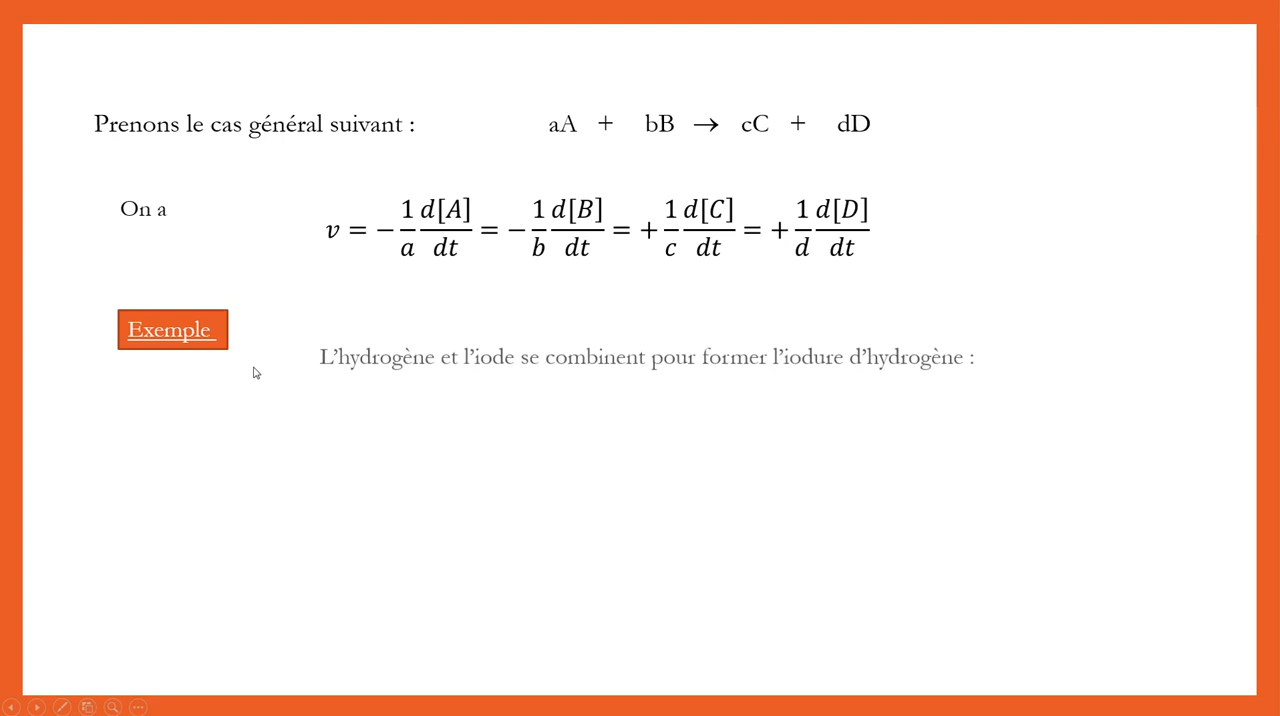 Prenons le cas général suivant : aA + bB → cC + dD
On a v = −1/a d[A]/dt = −1/b d[B]/dt = +1/c d[C]/dt = +1/d d[D]/dt
Exemple
L’hydrogène et l’iode se combinent pour former l’iodure d’hydrogène :